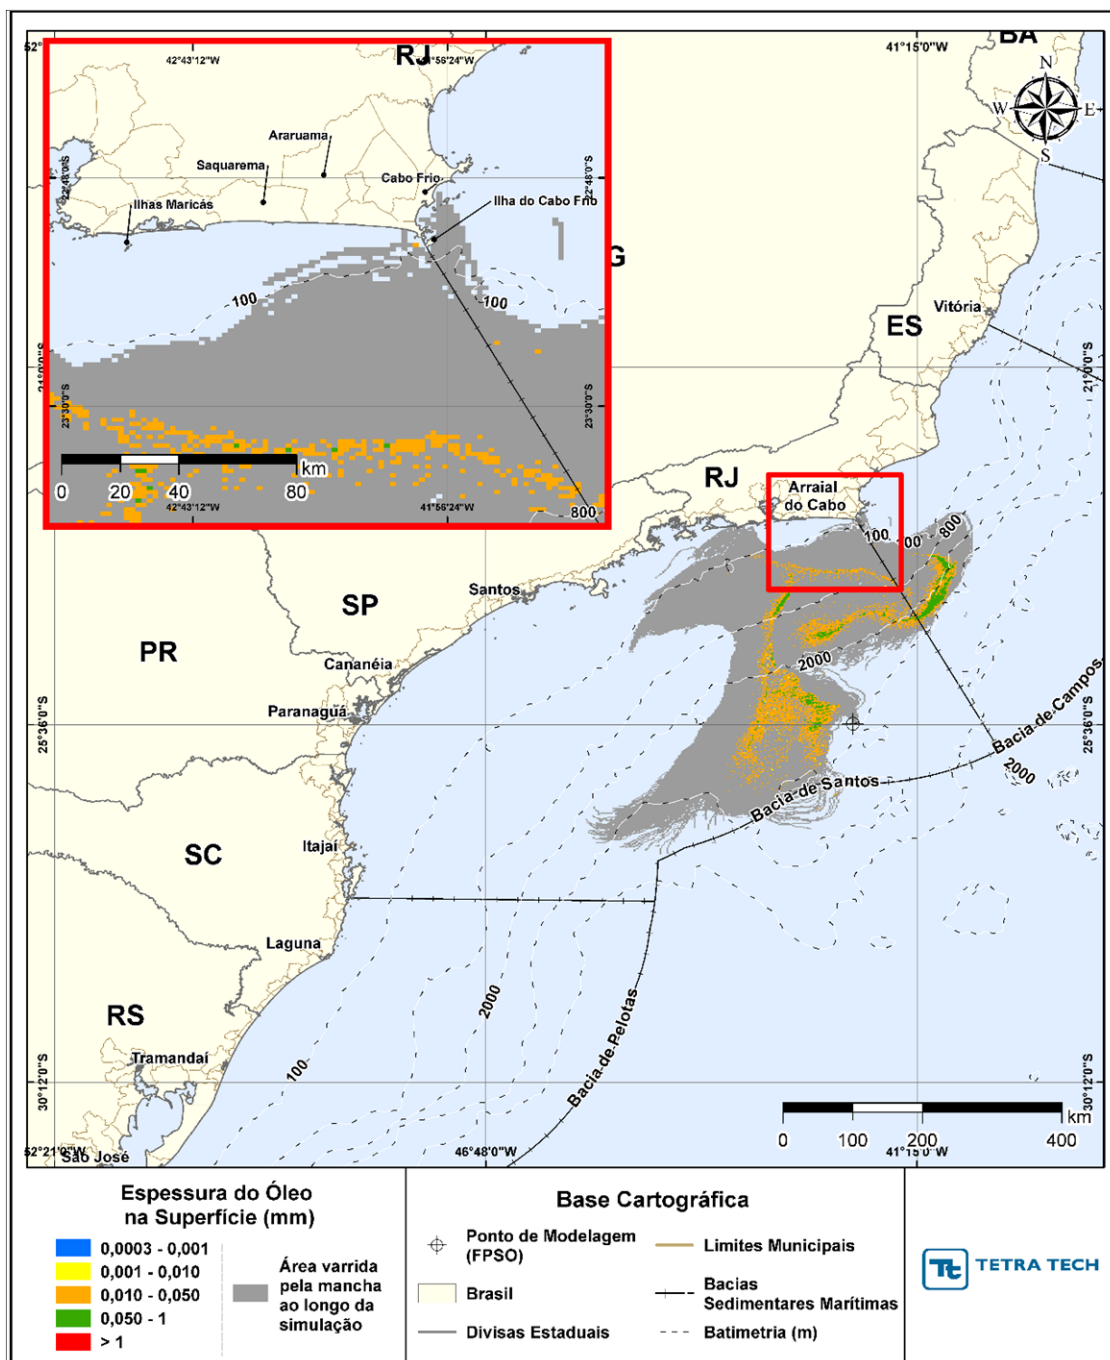 52°
RJ
42°43'12"W
41°56'24"W
Araruama
Saquarema
Cabo Frio
22°48'0"S
22°48'0"S
Ilhas Maricás
Ilha do Cabo Frio
100
100
23°30'0"S
23°30'0"S
0 20 40 80
km
42°43'12"W
41°56'24"W
800
41°15'0"W
BA
N
W E
S
G
Vitória
ES
21°0'0"S
21°0'0"S
RJ
Arraial
do Cabo
100
800
Santos
SP
PR
2000
Cananéia
Paranaguá
25°36'0"S
25°36'0"S
Bacia de Campos
2000
Bacia de Santos
SC
Itajaí
Laguna
2000
RS
Bacia de Pelotas
Tramandaí
100
30°12'0"S
30°12'0"S
km
0 100 200 400
52°21'0"W
46°48'0"W
41°15'0"W
São José
Espessura do Óleo
na Superfície (mm)
0,0003 - 0,001
0,001 - 0,010
0,010 - 0,050
0,050 - 1
> 1
Área varrida
pela mancha
ao longo da
simulação
Base Cartográfica
Ponto de Modelagem
(FPSO)
Brasil
Divisas Estaduais
Limites Municipais
Bacias
Sedimentares Marítimas
Batimetria (m)
Tt
TETRA TECH